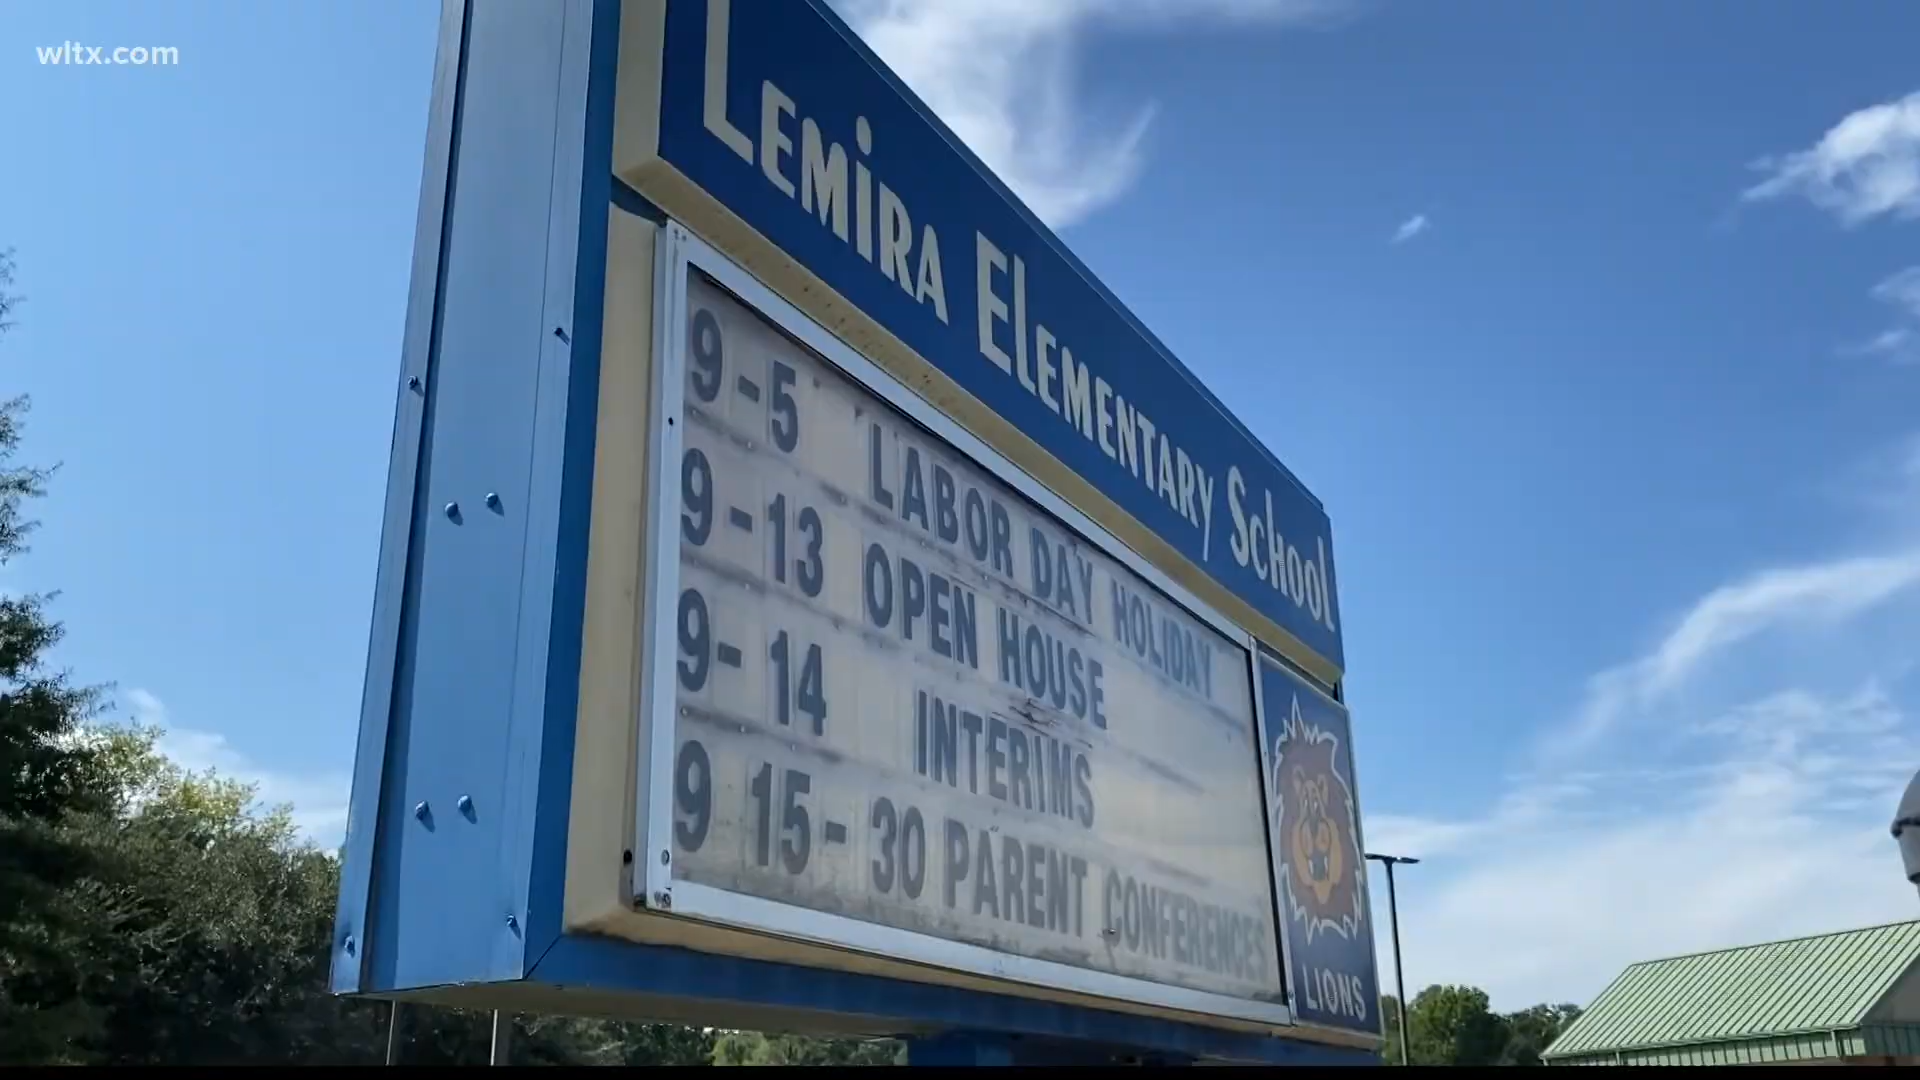 wltx.com
Lemira Elementary School
9-5 LABOR DAY HOLIDAY
9-13 OPEN HOUSE
9-14 INTERIMS
9 15-30 PARENT CONFERENCES
LIONS